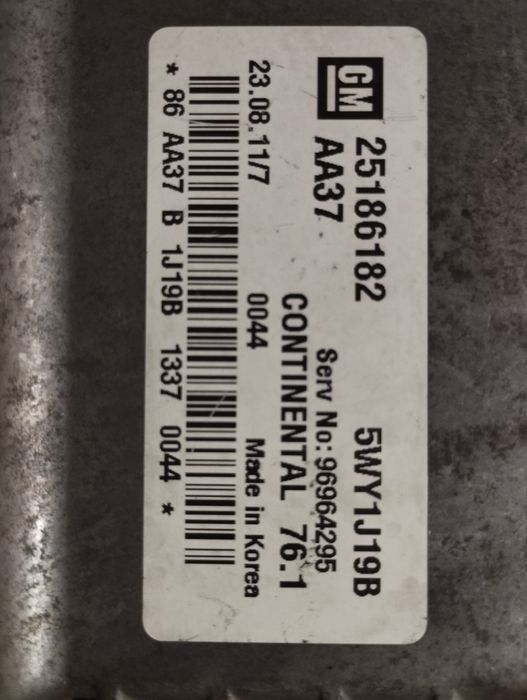 GM 25186182 5WY1J19B
AA37 Serv No:96964295
CONTINENTAL 76.1
23.08.11/7 0044 Made in Korea
* 86 AA37 B 1J19B 1337 0044 *